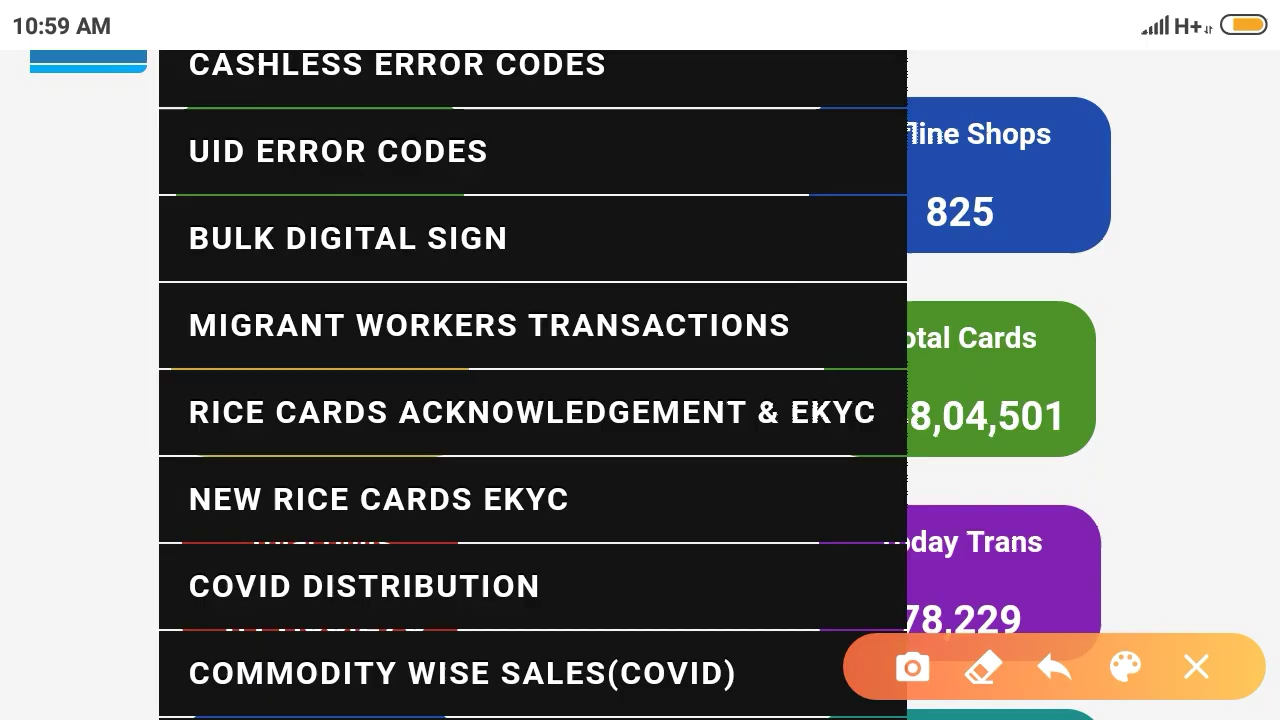 10:59 AM
H+
CASHLESS ERROR CODES
UID ERROR CODES
BULK DIGITAL SIGN
MIGRANT WORKERS TRANSACTIONS
RICE CARDS ACKNOWLEDGEMENT & EKYC
NEW RICE CARDS EKYC
COVID DISTRIBUTION
COMMODITY WISE SALES(COVID)
line Shops
825
otal Cards
8,04,501
oday Trans
78,229